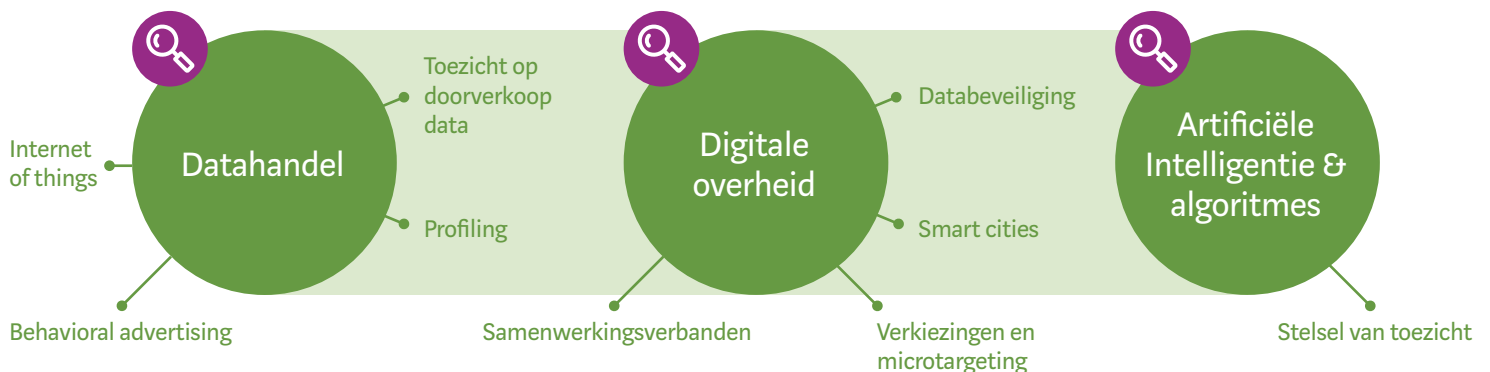 Internet
of things
Datahandel
Toezicht op
doorverkoop
data
Profiling
Behavioral advertising
Digitale
overheid
Databeveiliging
Smart cities
Samenwerkingsverbanden
Verkiezingen en
microtargeting
Artificiële
Intelligentie &
algoritmes
Stelsel van toezicht